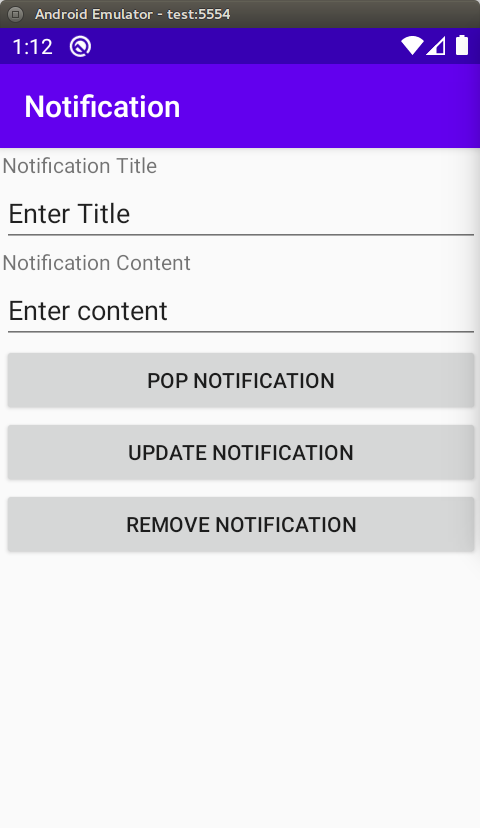 Android Emulator - test:5554
1:12
Notification
Notification Title
Enter Title
Notification Content
Enter content
POP NOTIFICATION
UPDATE NOTIFICATION
REMOVE NOTIFICATION